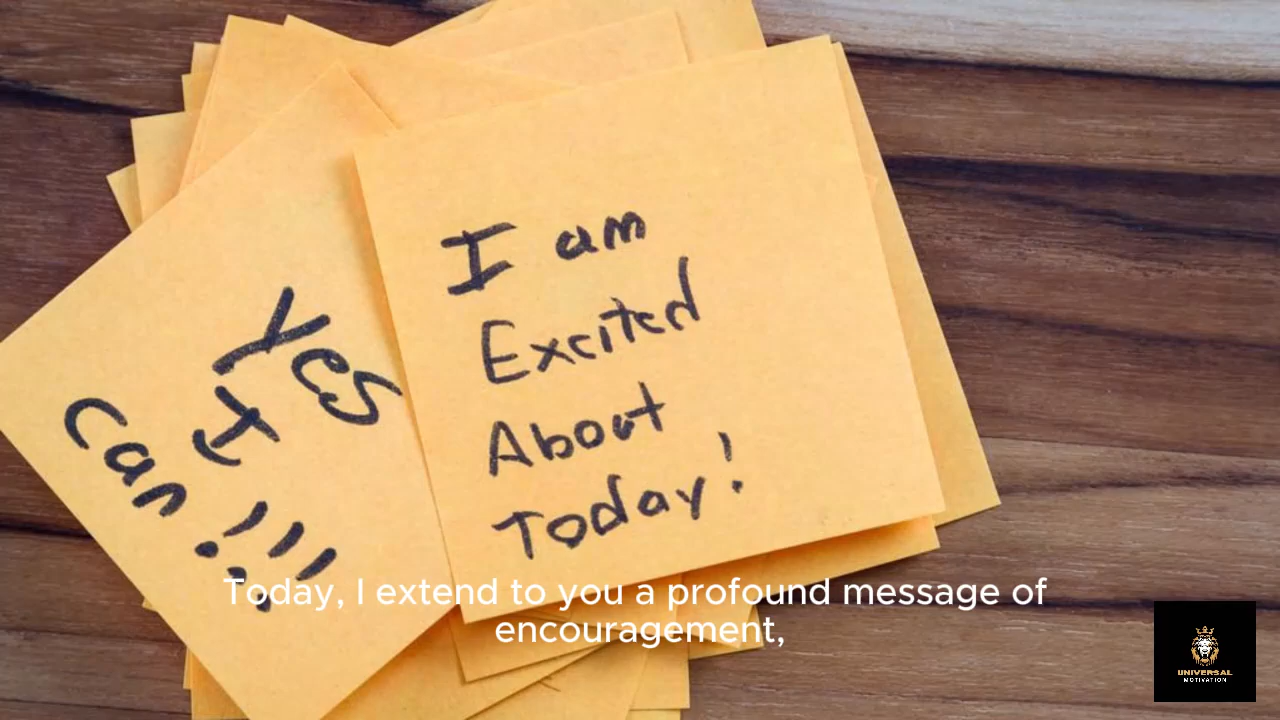 Yes
I
Can!!!
I am
Excited
About
Today!
Today, I extend to you a profound message of
encouragement,
UNIVERSAL
MOTIVATION